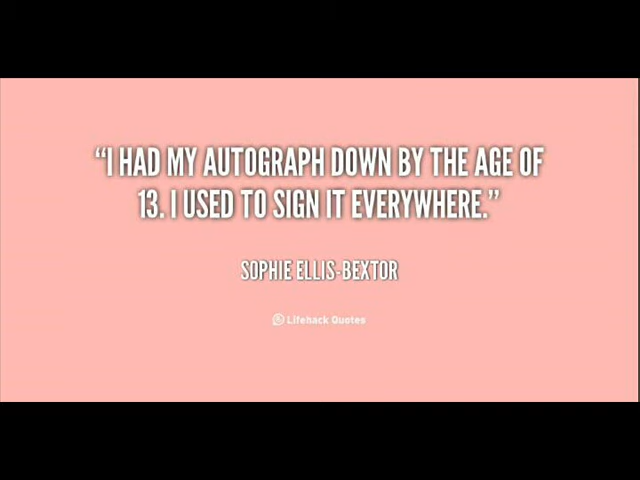 “I HAD MY AUTOGRAPH DOWN BY THE AGE OF
13. I USED TO SIGN IT EVERYWHERE.”
SOPHIE ELLIS-BEXTOR
Lifehack Quotes